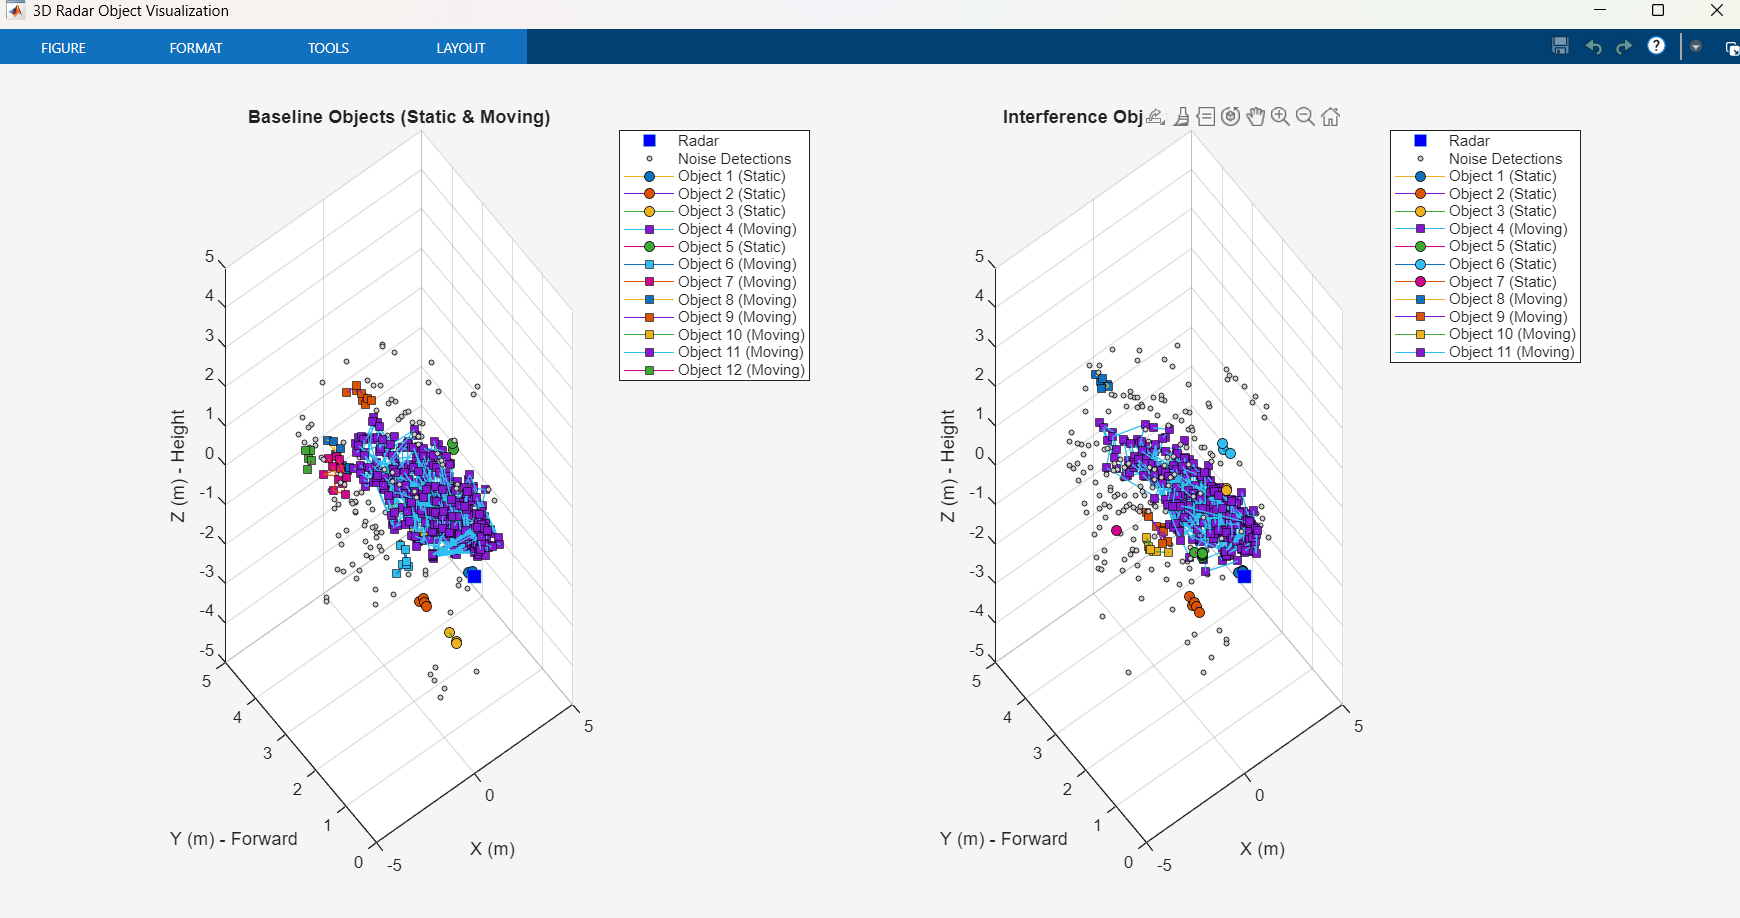 3D Radar Object Visualization
FIGURE
FORMAT
TOOLS
LAYOUT
?
Baseline Objects (Static & Moving)
Radar
Noise Detections
Object 1 (Static)
Object 2 (Static)
Object 3 (Static)
Object 4 (Moving)
Object 5 (Static)
Object 6 (Moving)
Object 7 (Moving)
Object 8 (Moving)
Object 9 (Moving)
Object 10 (Moving)
Object 11 (Moving)
Object 12 (Moving)
5
4
3
2
1
0
-1
-2
-3
-4
-5
Z (m) - Height
5
4
3
2
1
0
Y (m) - Forward
-5
0
5
X (m)
Interference Obj
Radar
Noise Detections
Object 1 (Static)
Object 2 (Static)
Object 3 (Static)
Object 4 (Moving)
Object 5 (Static)
Object 6 (Static)
Object 7 (Static)
Object 8 (Moving)
Object 9 (Moving)
Object 10 (Moving)
Object 11 (Moving)
5
4
3
2
1
0
-1
-2
-3
-4
-5
Z (m) - Height
5
4
3
2
1
0
Y (m) - Forward
-5
0
5
X (m)